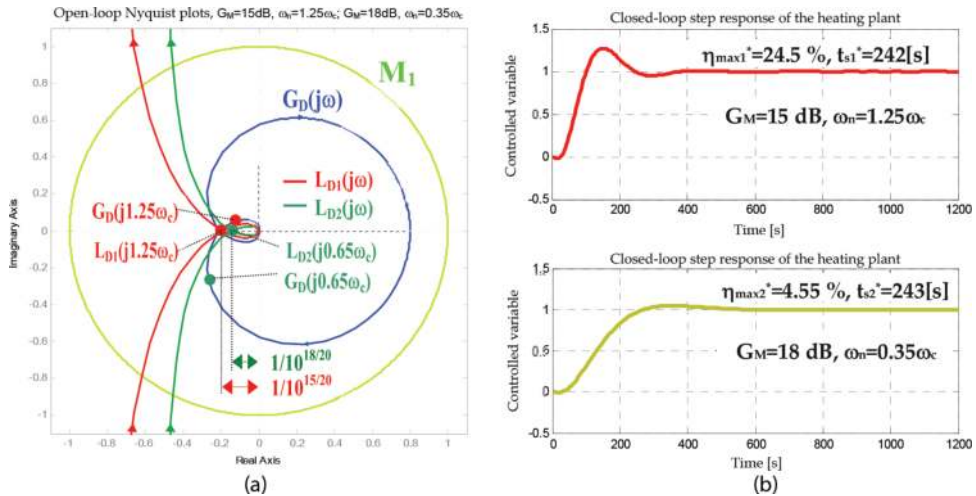 Open-loop Nyquist plots, G_M=15dB, ω_n=1.25ω_c; G_M=18dB, ω_n=0.35ω_c
Imaginary Axis
1
0.8
0.6
0.4
0.2
0
-0.2
-0.4
-0.6
-0.8
-1
M_1
G_D(jω)
L_D1(jω)
L_D2(jω)
G_D(j1.25ω_c)
L_D1(j1.25ω_c)
L_D2(j0.65ω_c)
G_D(j0.65ω_c)
1/10^18/20
1/10^15/20
-1 -0.8 -0.6 -0.4 -0.2 0 0.2 0.4 0.6 0.8 1
Real Axis
(a)
Closed-loop step response of the heating plant
Controlled variable
1.5
1
0.5
0
-0.5
η_max1*=24.5 %, t_s1*=242[s]
G_M=15 dB, ω_n=1.25ω_c
0 200 400 600 800 1000 1200
Time [s]
Closed-loop step response of the heating plant
Controlled variable
1.5
1
0.5
0
-0.5
η_max2*=4.55 %, t_s2*=243[s]
G_M=18 dB, ω_n=0.35ω_c
0 200 400 600 800 1000 1200
Time [s]
(b)